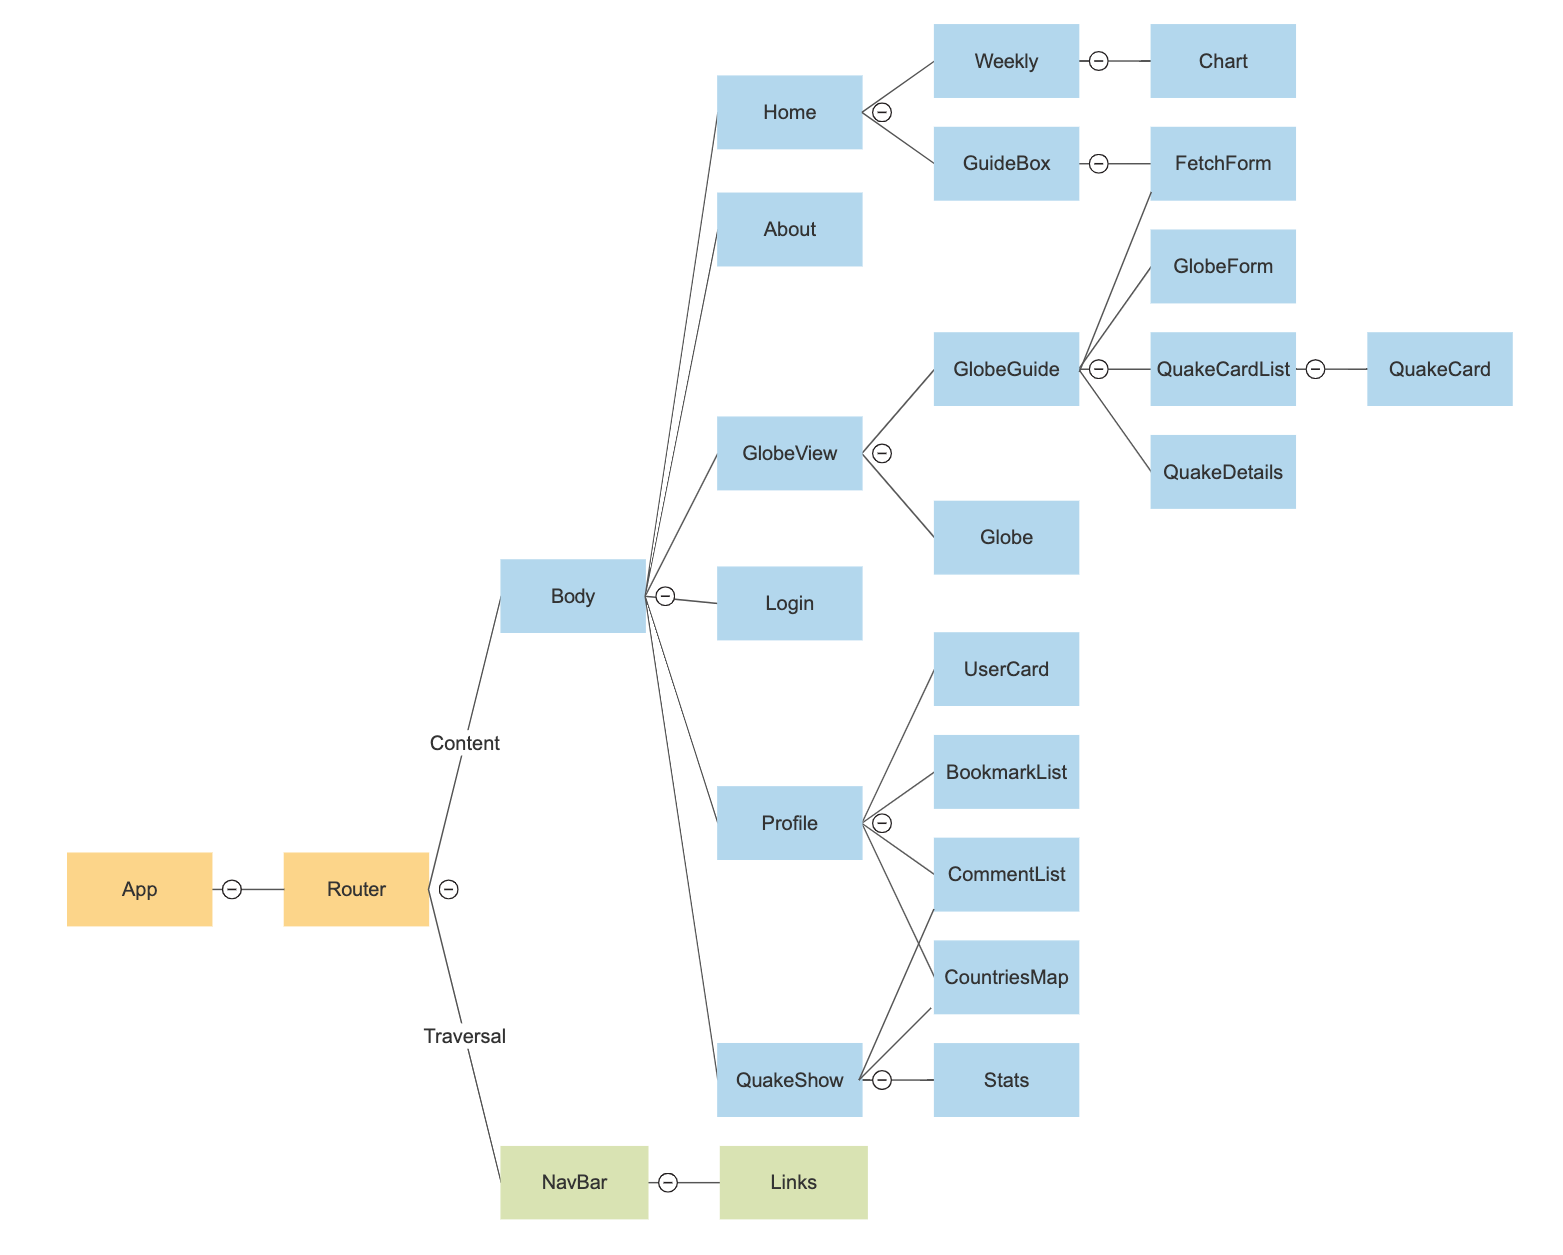 Weekly
Chart
Home
GuideBox
FetchForm
About
GlobeForm
GlobeGuide
QuakeCardList
QuakeCard
GlobeView
QuakeDetails
Globe
Body
Login
UserCard
Content
BookmarkList
Profile
CommentList
App
Router
CountriesMap
Traversal
QuakeShow
Stats
NavBar
Links